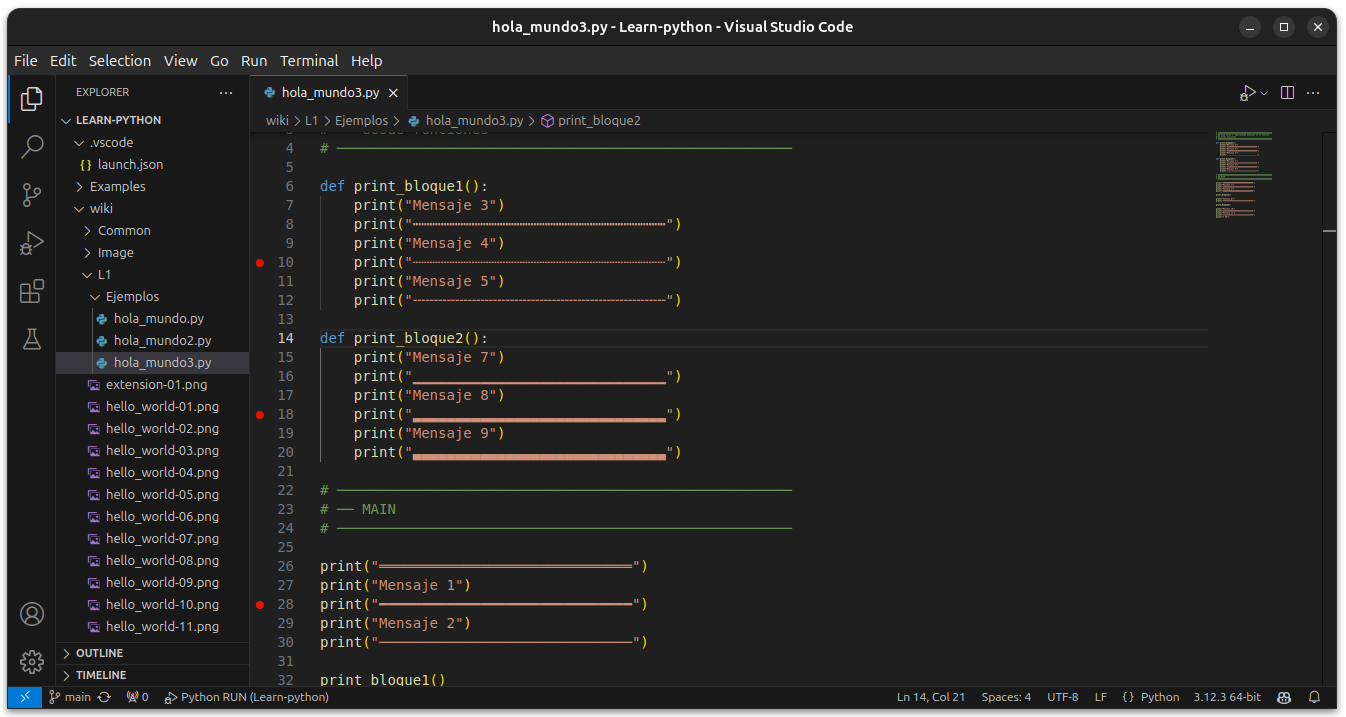 hola_mundo3.py - Learn-python - Visual Studio Code
File Edit Selection View Go Run Terminal Help
EXPLORER
LEARN-PYTHON
.vscode
{} launch.json
Examples
wiki
Common
Image
L1
Ejemplos
hola_mundo.py
hola_mundo2.py
hola_mundo3.py
extension-01.png
hello_world-01.png
hello_world-02.png
hello_world-03.png
hello_world-04.png
hello_world-05.png
hello_world-06.png
hello_world-07.png
hello_world-08.png
hello_world-09.png
hello_world-10.png
hello_world-11.png
OUTLINE
TIMELINE
hola_mundo3.py
wiki > L1 > Ejemplos > hola_mundo3.py > print_bloque2
4 # ──────────────────────────────────────
5
6 def print_bloque1():
7 print("Mensaje 3")
8 print("╍╍╍╍╍╍╍╍╍╍╍╍╍╍╍╍╍╍╍╍╍╍╍╍╍╍╍╍╍╍")
9 print("Mensaje 4")
10 print("┄┄┄┄┄┄┄┄┄┄┄┄┄┄┄┄┄┄┄┄┄┄┄┄┄┄┄┄┄┄")
11 print("Mensaje 5")
12 print("╌╌╌╌╌╌╌╌╌╌╌╌╌╌╌╌╌╌╌╌╌╌╌╌╌╌╌╌╌╌")
13
14 def print_bloque2():
15 print("Mensaje 7")
16 print("▁▁▁▁▁▁▁▁▁▁▁▁▁▁▁▁▁▁▁▁▁▁▁▁▁▁▁▁▁▁")
17 print("Mensaje 8")
18 print("▂▂▂▂▂▂▂▂▂▂▂▂▂▂▂▂▂▂▂▂▂▂▂▂▂▂▂▂▂▂")
19 print("Mensaje 9")
20 print("▃▃▃▃▃▃▃▃▃▃▃▃▃▃▃▃▃▃▃▃▃▃▃▃▃▃▃▃▃▃")
21
22 # ──────────────────────────────────────
23 # ── MAIN
24 # ──────────────────────────────────────
25
26 print("══════════════════════════════")
27 print("Mensaje 1")
28 print("━━━━━━━━━━━━━━━━━━━━━━━━━━━━━━")
29 print("Mensaje 2")
30 print("──────────────────────────────")
31
32 print_bloque1()
main 0 Python RUN (Learn-python) Ln 14, Col 21 Spaces: 4 UTF-8 LF {} Python 3.12.3 64-bit